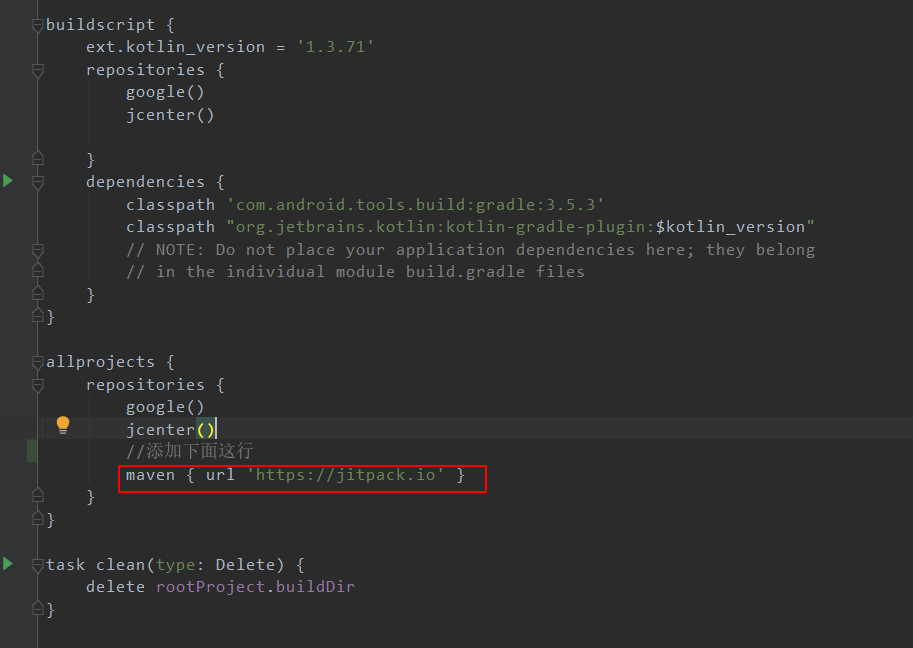 buildscript {
    ext.kotlin_version = '1.3.71'
    repositories {
        google()
        jcenter()

    }
    dependencies {
        classpath 'com.android.tools.build:gradle:3.5.3'
        classpath "org.jetbrains.kotlin:kotlin-gradle-plugin:$kotlin_version"
        // NOTE: Do not place your application dependencies here; they belong
        // in the individual module build.gradle files
    }
}

allprojects {
    repositories {
        google()
        jcenter()
        //添加下面这行
        maven { url 'https://jitpack.io' }
    }
}

task clean(type: Delete) {
    delete rootProject.buildDir
}